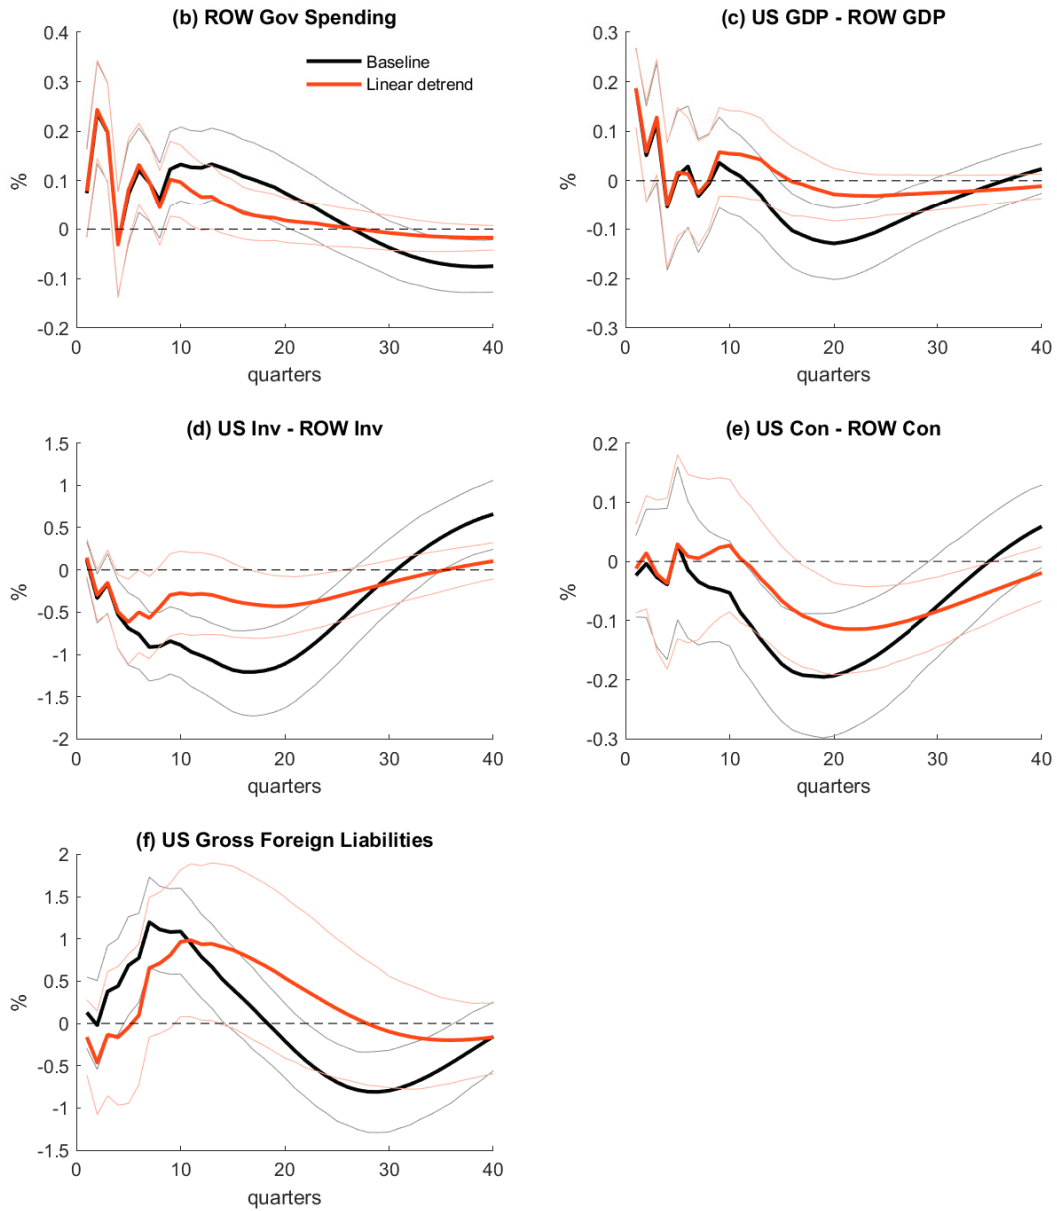 (b) ROW Gov Spending
0.4
0.3
0.2
0.1
0
-0.1
-0.2
%
0 10 20 30 40
quarters
Baseline
Linear detrend
(c) US GDP - ROW GDP
0.3
0.2
0.1
0
-0.1
-0.2
-0.3
%
0 10 20 30 40
quarters
(d) US Inv - ROW Inv
1.5
1
0.5
0
-0.5
-1
-1.5
-2
%
0 10 20 30 40
quarters
(e) US Con - ROW Con
0.2
0.1
0
-0.1
-0.2
-0.3
%
0 10 20 30 40
quarters
(f) US Gross Foreign Liabilities
2
1.5
1
0.5
0
-0.5
-1
-1.5
%
0 10 20 30 40
quarters